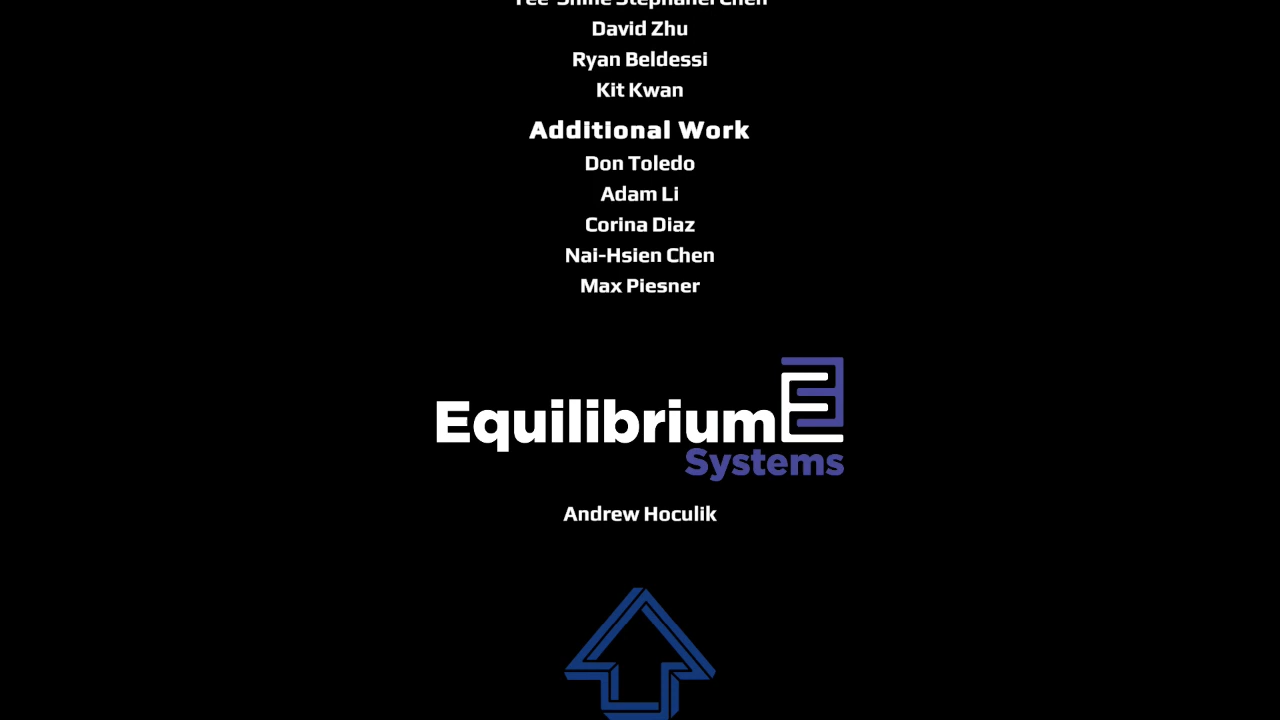 David Zhu
Ryan Beldessi
Kit Kwan
Additional Work
Don Toledo
Adam Li
Corina Diaz
Nai-Hsien Chen
Max Piesner
Equilibrium
Systems
Andrew Hoculik